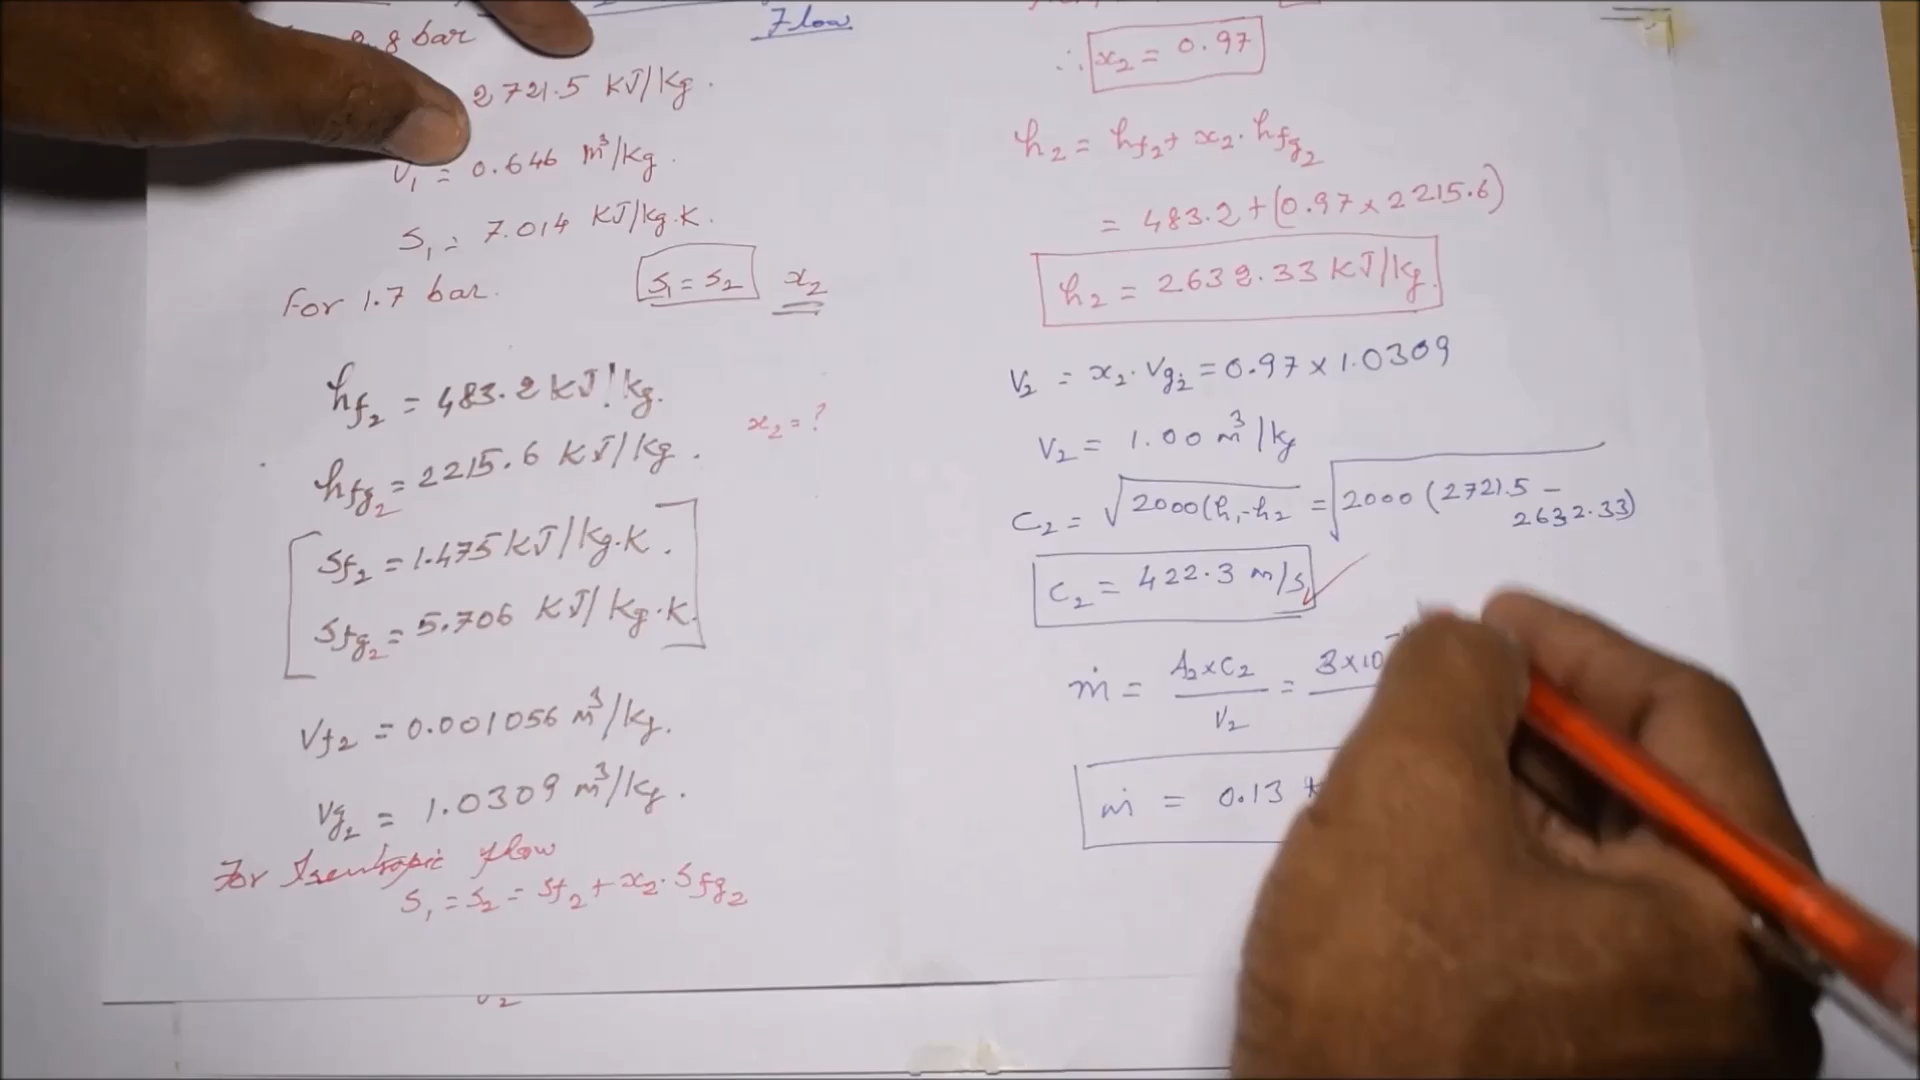 Flow
8 bar
2721.5 KJ/Kg.
V₁ = 0.646 m³/kg.
S₁ = 7.014 KJ/kg.K.
For 1.7 bar.
S₁ = S₂ x₂
hf₂ = 483.2 KJ/kg.
x₂ = ?
hfg₂ = 2215.6 KJ/kg.
Sf₂ = 1.475 KJ/kg.K.
Sfg₂ = 5.706 KJ/Kg.K.
Vf₂ = 0.001056 m³/kg.
Vg₂ = 1.0309 m³/kg.
For Isentropic flow
S₁ = S₂ = Sf₂ + x₂. Sfg₂
V₂
∴ x₂ = 0.97
h₂ = hf₂ + x₂. hfg₂
= 483.2 + (0.97 × 2215.6)
h₂ = 2632.33 KJ/kg.
V₂ = x₂. Vg₂ = 0.97 × 1.0309
V₂ = 1.00 m³/kg
C₂ = √2000(h₁-h₂ = √2000 (2721.5 -
2632.33)
C₂ = 422.3 m/s
ṁ = A₂×C₂ / V₂ = 3×10
ṁ = 0.13